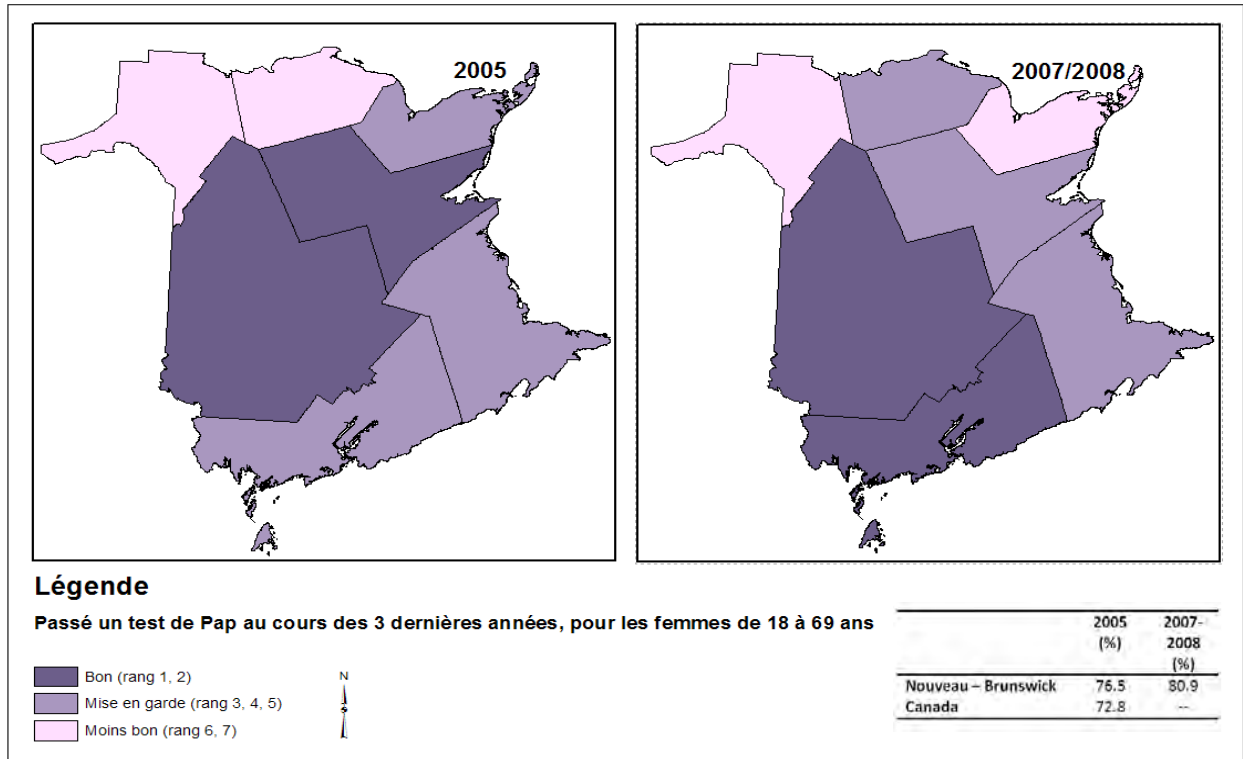 2005
2007/2008
Légende
Passé un test de Pap au cours des 3 dernières années, pour les femmes de 18 à 69 ans
Bon (rang 1, 2)
Mise en garde (rang 3, 4, 5)
Moins bon (rang 6, 7)
N
2005 2007-
(%) 2008
(%)
Nouveau – Brunswick 76.5 80.9
Canada 72.8 --